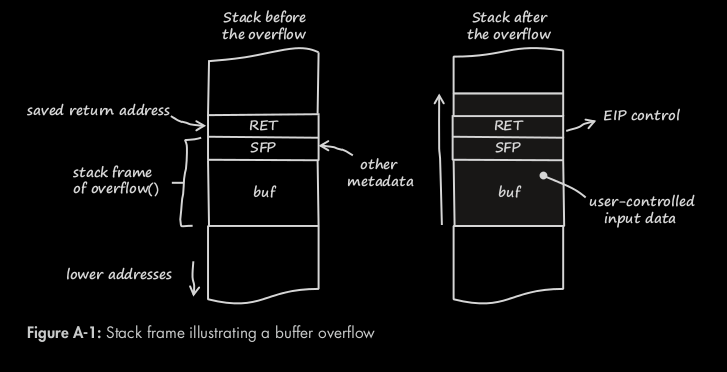 Stack before
the overflow
saved return address
RET
SFP
other
metadata
stack frame
of overflow()
buf
lower addresses
Stack after
the overflow
RET
EIP control
SFP
buf
user-controlled
input data
Figure A-1: Stack frame illustrating a buffer overflow